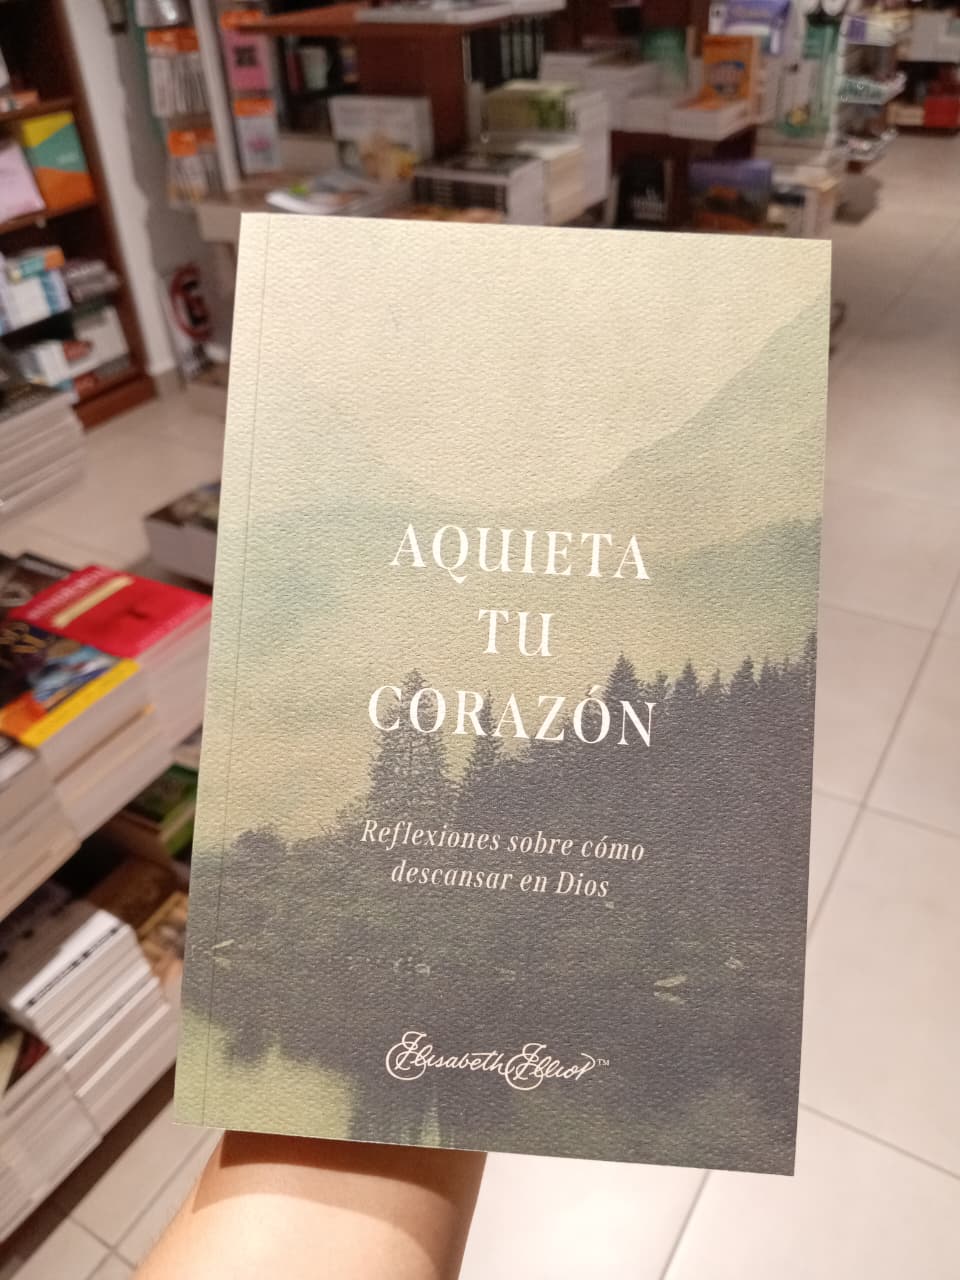 AQUIETA
TU
CORAZÓN
Reflexiones sobre cómo
descansar en Dios
Elisabeth Elliot™